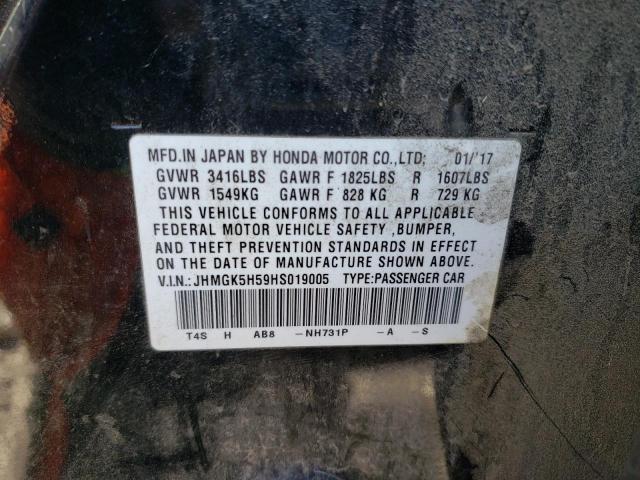 MFD.IN JAPAN BY HONDA MOTOR CO.,LTD; 01/'17
GVWR 3416LBS GAWR F 1825LBS R 1607LBS
GVWR 1549KG GAWR F 828 KG R 729 KG
THIS VEHICLE CONFORMS TO ALL APPLICABLE
FEDERAL MOTOR VEHICLE SAFETY ,BUMPER,
AND THEFT PREVENTION STANDARDS IN EFFECT
ON THE DATE OF MANUFACTURE SHOWN ABOVE.
V.I.N.: JHMGK5H59HS019005 TYPE:PASSENGER CAR
T4S H AB8 -NH731P -A -S